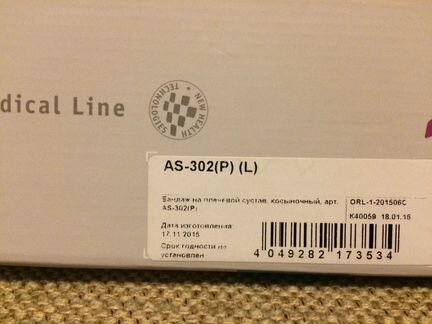 dical Line
NEW HEALTH TECHNOLOGIES
AS-302(P) (L)
Бандаж на плечевой сустав, косыночный, арт.
AS-302(P)
ORL-1-201506C
K40059 18.01.16
Дата изготовления
17.11.2015
Срок годности не
установлен
4 049282 173534